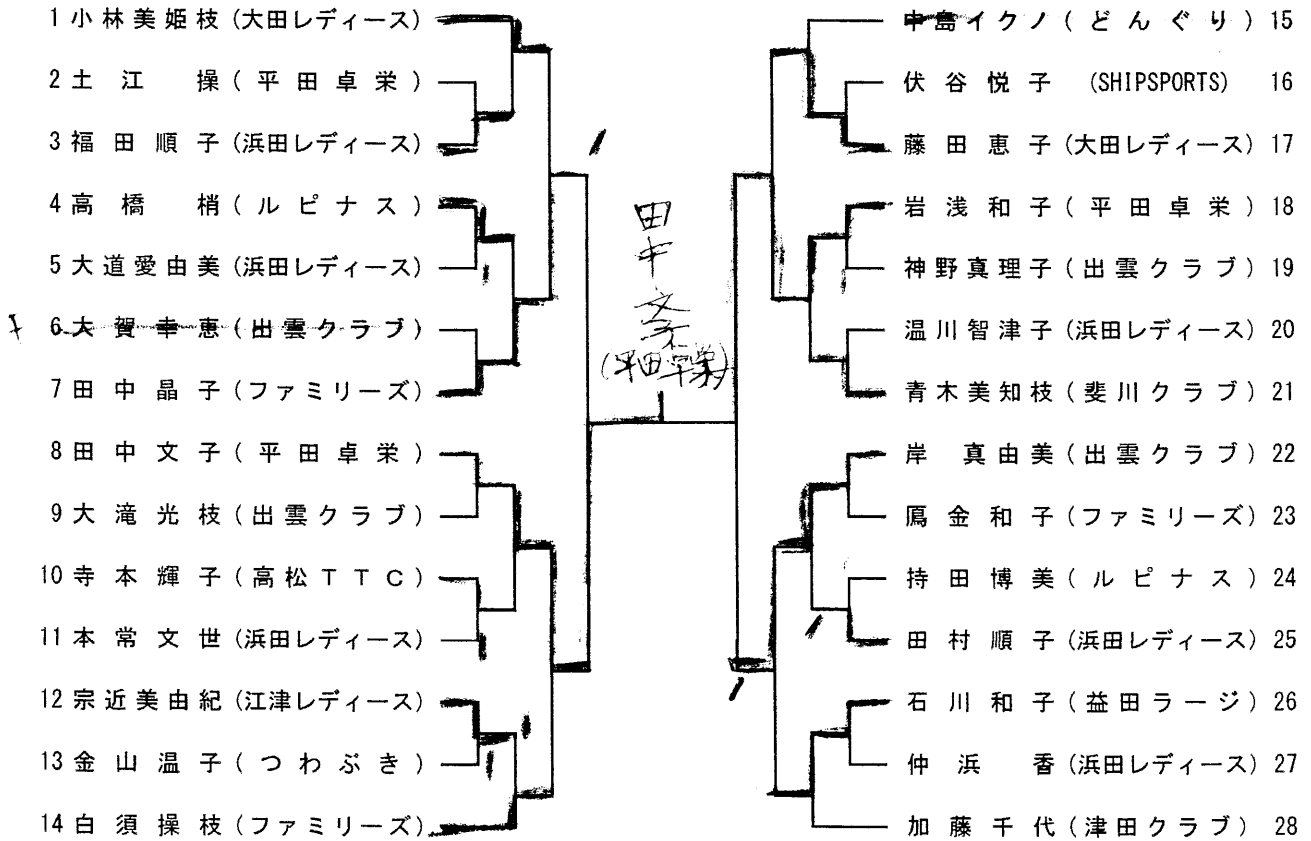 1 小林美姫枝 (大田レディース)
2 土江 操 (平田卓栄)
3 福田順子 (浜田レディース)
4 高橋 梢 (ルピナス)
5 大道愛由美 (浜田レディース)
6 大賀幸恵 (出雲クラブ)
7 田中晶子 (ファミリーズ)
8 田中文子 (平田卓栄)
9 大滝光枝 (出雲クラブ)
10 寺本輝子 (高松TTC)
11 本常文世 (浜田レディース)
12 宗近美由紀 (江津レディース)
13 金山温子 (つわぶき)
14 白須操枝 (ファミリーズ)
田中文子
(平田卓栄)
中島イクノ (どんぐり) 15
伏谷悦子 (SHIPSPORTS) 16
藤田恵子 (大田レディース) 17
岩浅和子 (平田卓栄) 18
神野真理子 (出雲クラブ) 19
温川智津子 (浜田レディース) 20
青木美知枝 (斐川クラブ) 21
岸 真由美 (出雲クラブ) 22
鳫金和子 (ファミリーズ) 23
持田博美 (ルピナス) 24
田村順子 (浜田レディース) 25
石川和子 (益田ラージ) 26
仲浜 香 (浜田レディース) 27
加藤千代 (津田クラブ) 28